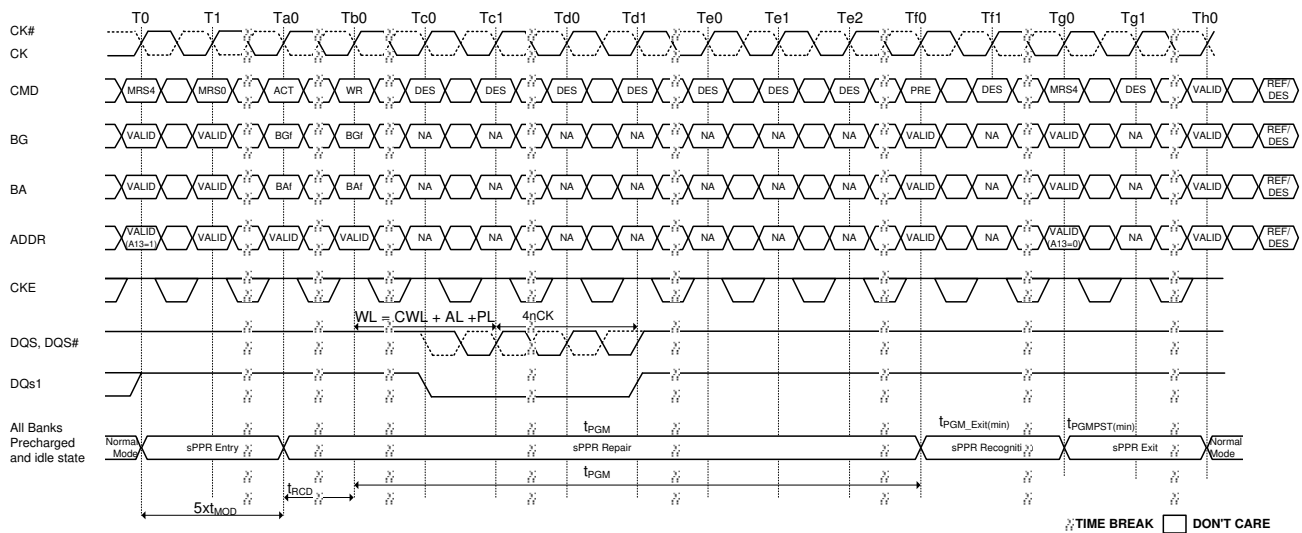 T0 T1 Ta0 Tb0 Tc0 Tc1 Td0 Td1 Te0 Te1 Te2 Tf0 Tf1 Tg0 Tg1 Th0
CK#
CK
CMD MRS4 MRS0 ACT WR DES DES DES DES DES DES DES PRE DES MRS4 DES VALID REF/
DES
BG VALID VALID BGf BGf NA NA NA NA NA NA NA VALID NA VALID NA VALID REF/
DES
BA VALID VALID BAf BAf NA NA NA NA NA NA NA VALID NA VALID NA VALID REF/
DES
ADDR VALID
(A13=1) VALID VALID VALID NA NA NA NA NA NA NA VALID NA VALID
(A13=0) NA VALID REF/
DES
CKE
WL = CWL + AL +PL 4nCK
DQS, DQS#
DQs1
All Banks
Precharged
and idle state
tPGM tPGM_Exit(min) tPGMPST(min)
Normal
Mode sPPR Entry sPPR Repair sPPR Recogniti sPPR Exit Normal
Mode
tRCD tPGM
5xtMOD
TIME BREAK DON'T CARE